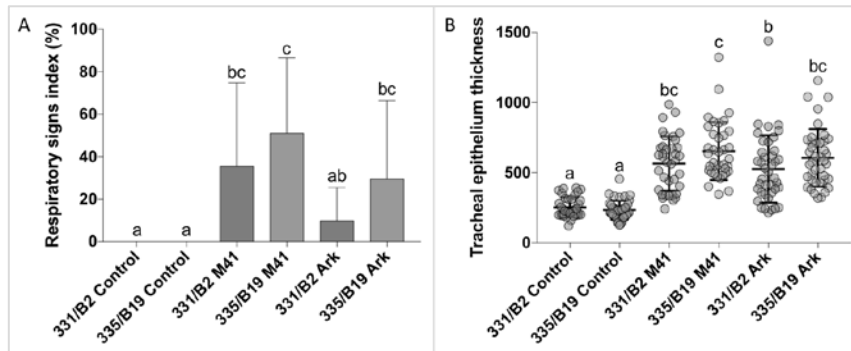 A
Respiratory signs index (%)
100
80
60
40
20
0
a
a
bc
c
ab
bc
331/B2 Control
335/B19 Control
331/B2 M41
335/B19 M41
331/B2 Ark
335/B19 Ark
B
Tracheal epithelium thickness
1500
1000
500
0
a
a
bc
c
b
bc
331/B2 Control
335/B19 Control
331/B2 M41
335/B19 M41
331/B2 Ark
335/B19 Ark